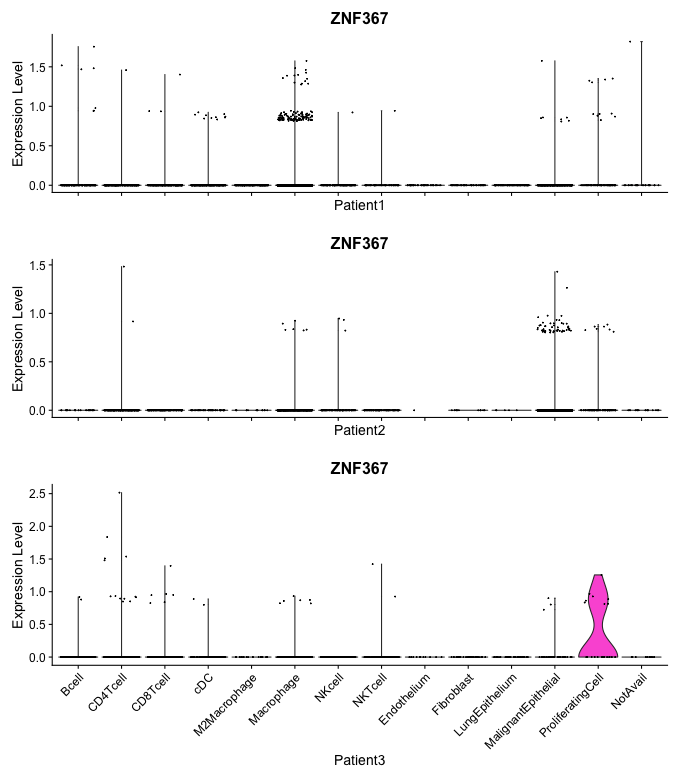 ZNF367
Expression Level
1.5
1.0
0.5
0.0
Patient1
ZNF367
Expression Level
1.5
1.0
0.5
0.0
Patient2
ZNF367
Expression Level
2.5
2.0
1.5
1.0
0.5
0.0
Bcell
CD4Tcell
CD8Tcell
cDC
M2Macrophage
Macrophage
NKcell
NKTcell
Endothelium
Fibroblast
LungEpithelium
MalignantEpithelial
ProliferatingCell
NotAvail
Patient3